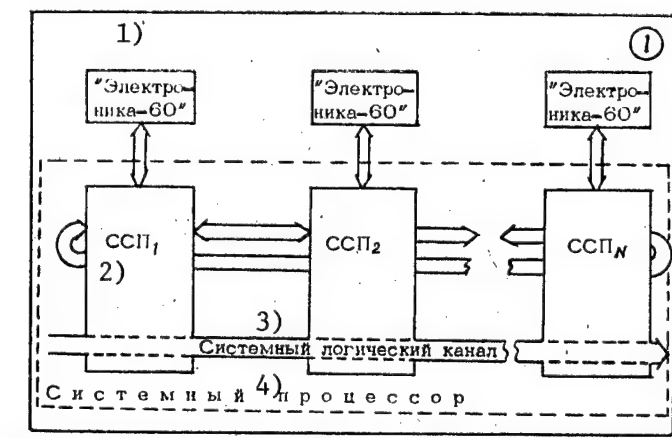 1)
1
"Электро-
ника-60"
"Электро-
ника-60"
"Электро-
ника-60"
ССП1
ССП2
ССПN
2)
3)
Системный логический канал
4)
Системный процессор